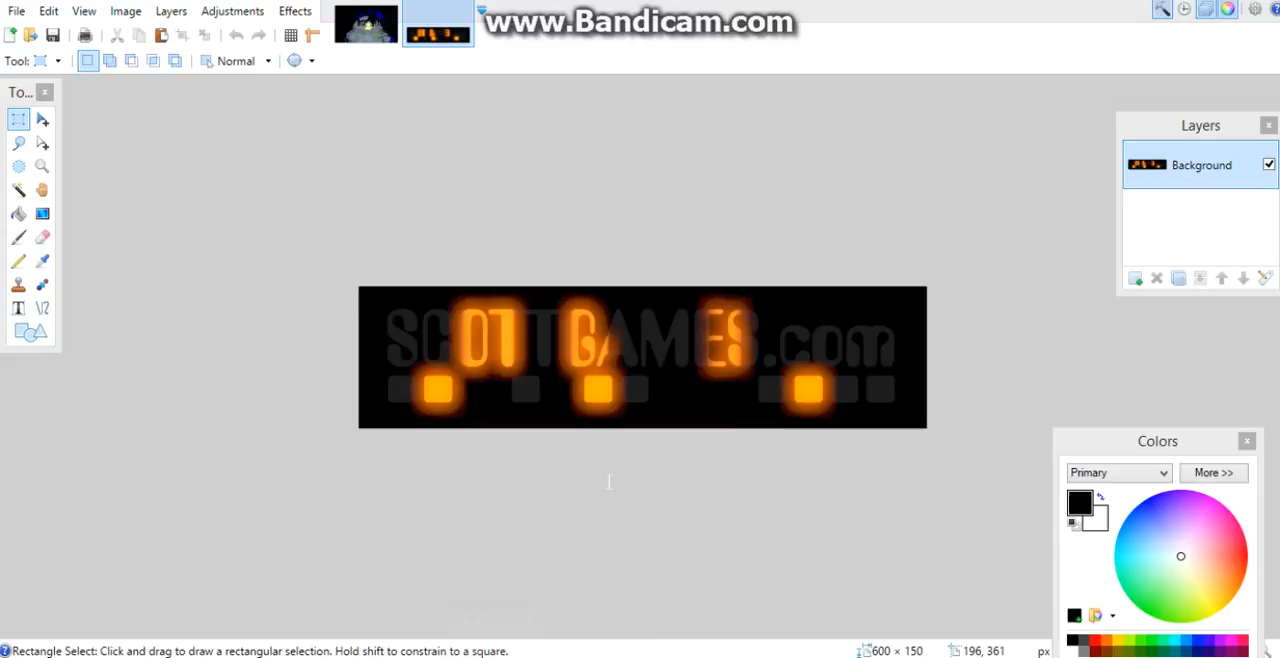 File Edit View Image Layers Adjustments Effects
www.Bandicam.com
Tool:
Normal
To...
Layers
Background
SCOTTGAMES.com
Colors
Primary
More >>
Rectangle Select: Click and drag to draw a rectangular selection. Hold shift to constrain to a square.
600 × 150
196, 361
px